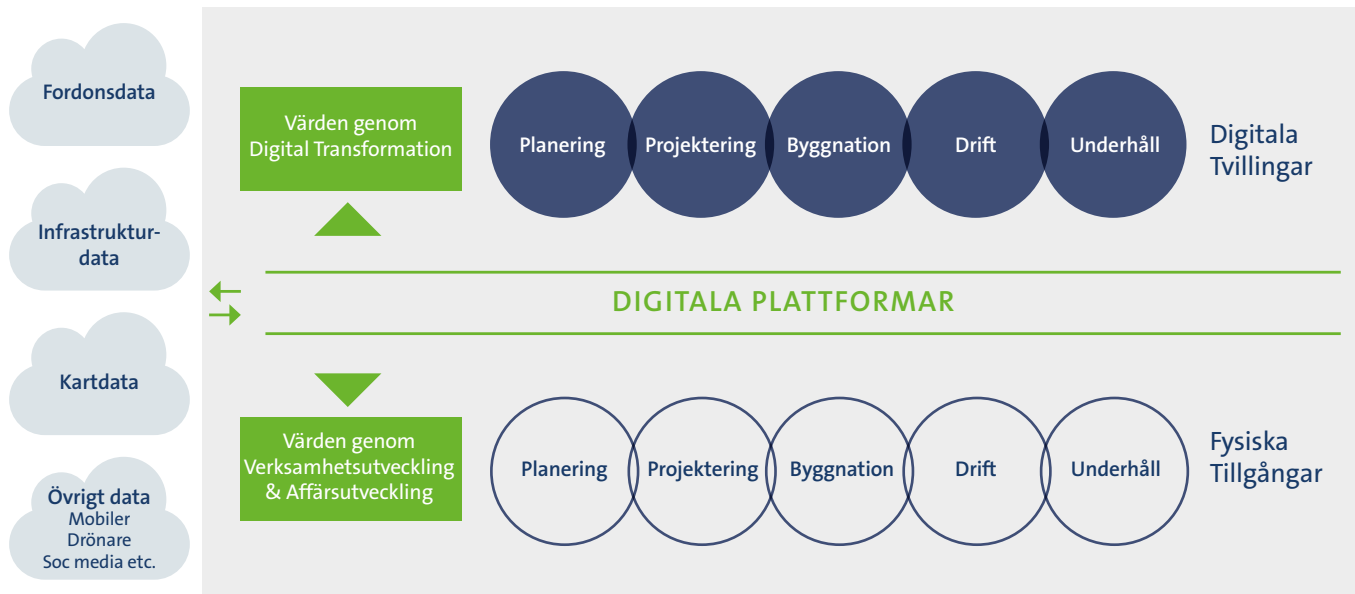 Fordonsdata
Infrastruktur-
data
Kartdata
Övrigt data
Mobiler
Drönare
Soc media etc.
Värden genom
Digital Transformation
Planering
Projektering
Byggnation
Drift
Underhåll
Digitala
Tvillingar
DIGITALA PLATTFORMAR
Värden genom
Verksamhetsutveckling
& Affärsutveckling
Planering
Projektering
Byggnation
Drift
Underhåll
Fysiska
Tillgångar